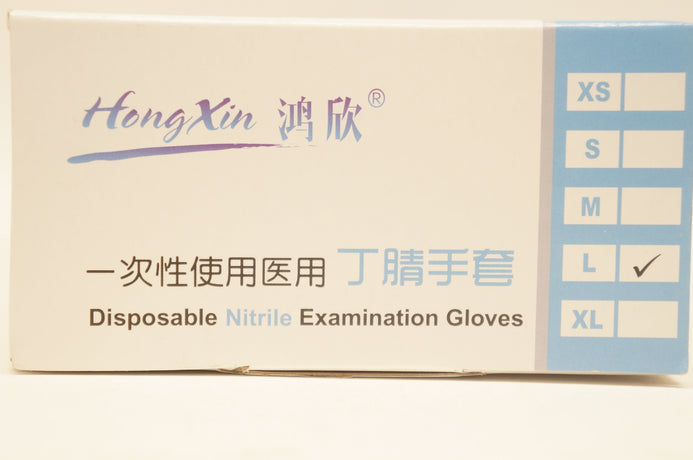 HongXin 鸿欣®
一次性使用医用 丁腈手套
Disposable Nitrile Examination Gloves
XS
S
M
L ✓
XL